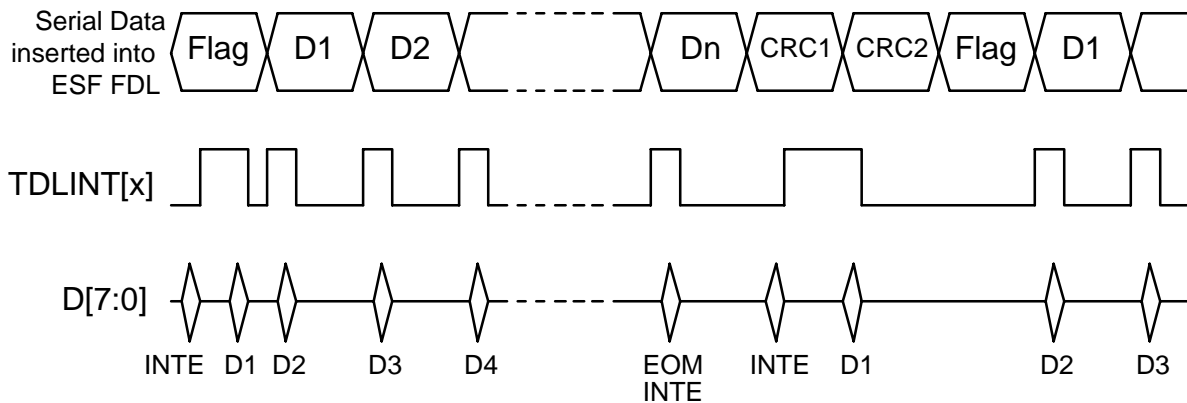 Serial Data
inserted into
ESF FDL
Flag D1 D2 Dn CRC1 CRC2 Flag D1
TDLINT[x]
D[7:0]
INTE D1 D2 D3 D4 EOM INTE D1 D2 D3
INTE